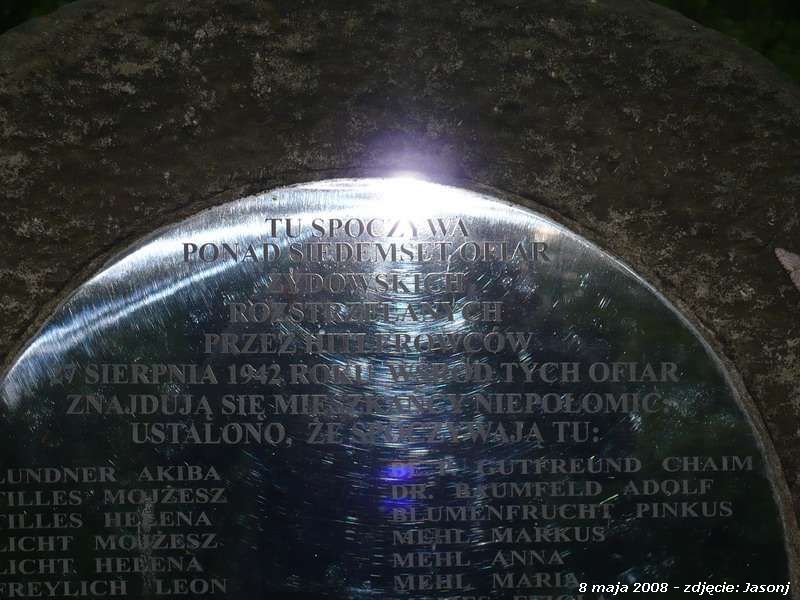 TU SPOCZYWA
PONAD SIEDEMSET OFIAR
ŻYDOWSKICH
ROZSTRZELANYCH
PRZEZ HITLEROWCÓW
27 SIERPNIA 1942 ROKU. WŚRÓD TYCH OFIAR
ZNAJDUJĄ SIĘ MIESZKAŃCY NIEPOŁOMIC.
USTALONO, ŻE SPOCZYWAJĄ TU:
LUNDNER AKIBA
TILLES MOJŻESZ
TILLES HELENA
LICHT MOJŻESZ
LICHT HELENA
FREYLICH LEON
GUTFREUND CHAIM
DR. BAUMFELD ADOLF
BLUMENFRUCHT PINKUS
MEHL MARKUS
MEHL ANNA
MEHL MARIA
8 maja 2008 - zdjęcie: Jasonj